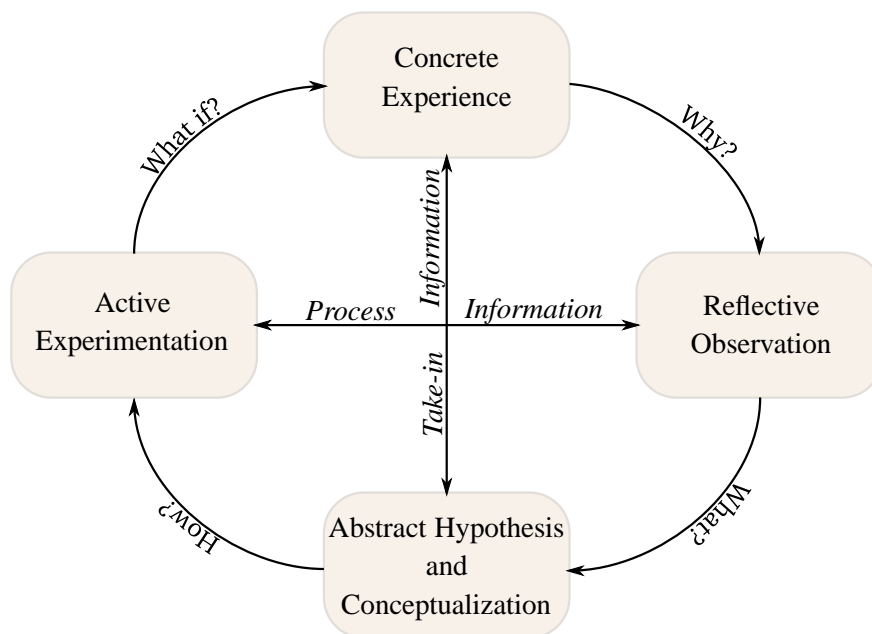 Concrete
Experience
What if?
Why?
Information
Active
Experimentation
Process
Information
Reflective
Observation
Take-in
How?
What?
Abstract Hypothesis
and
Conceptualization